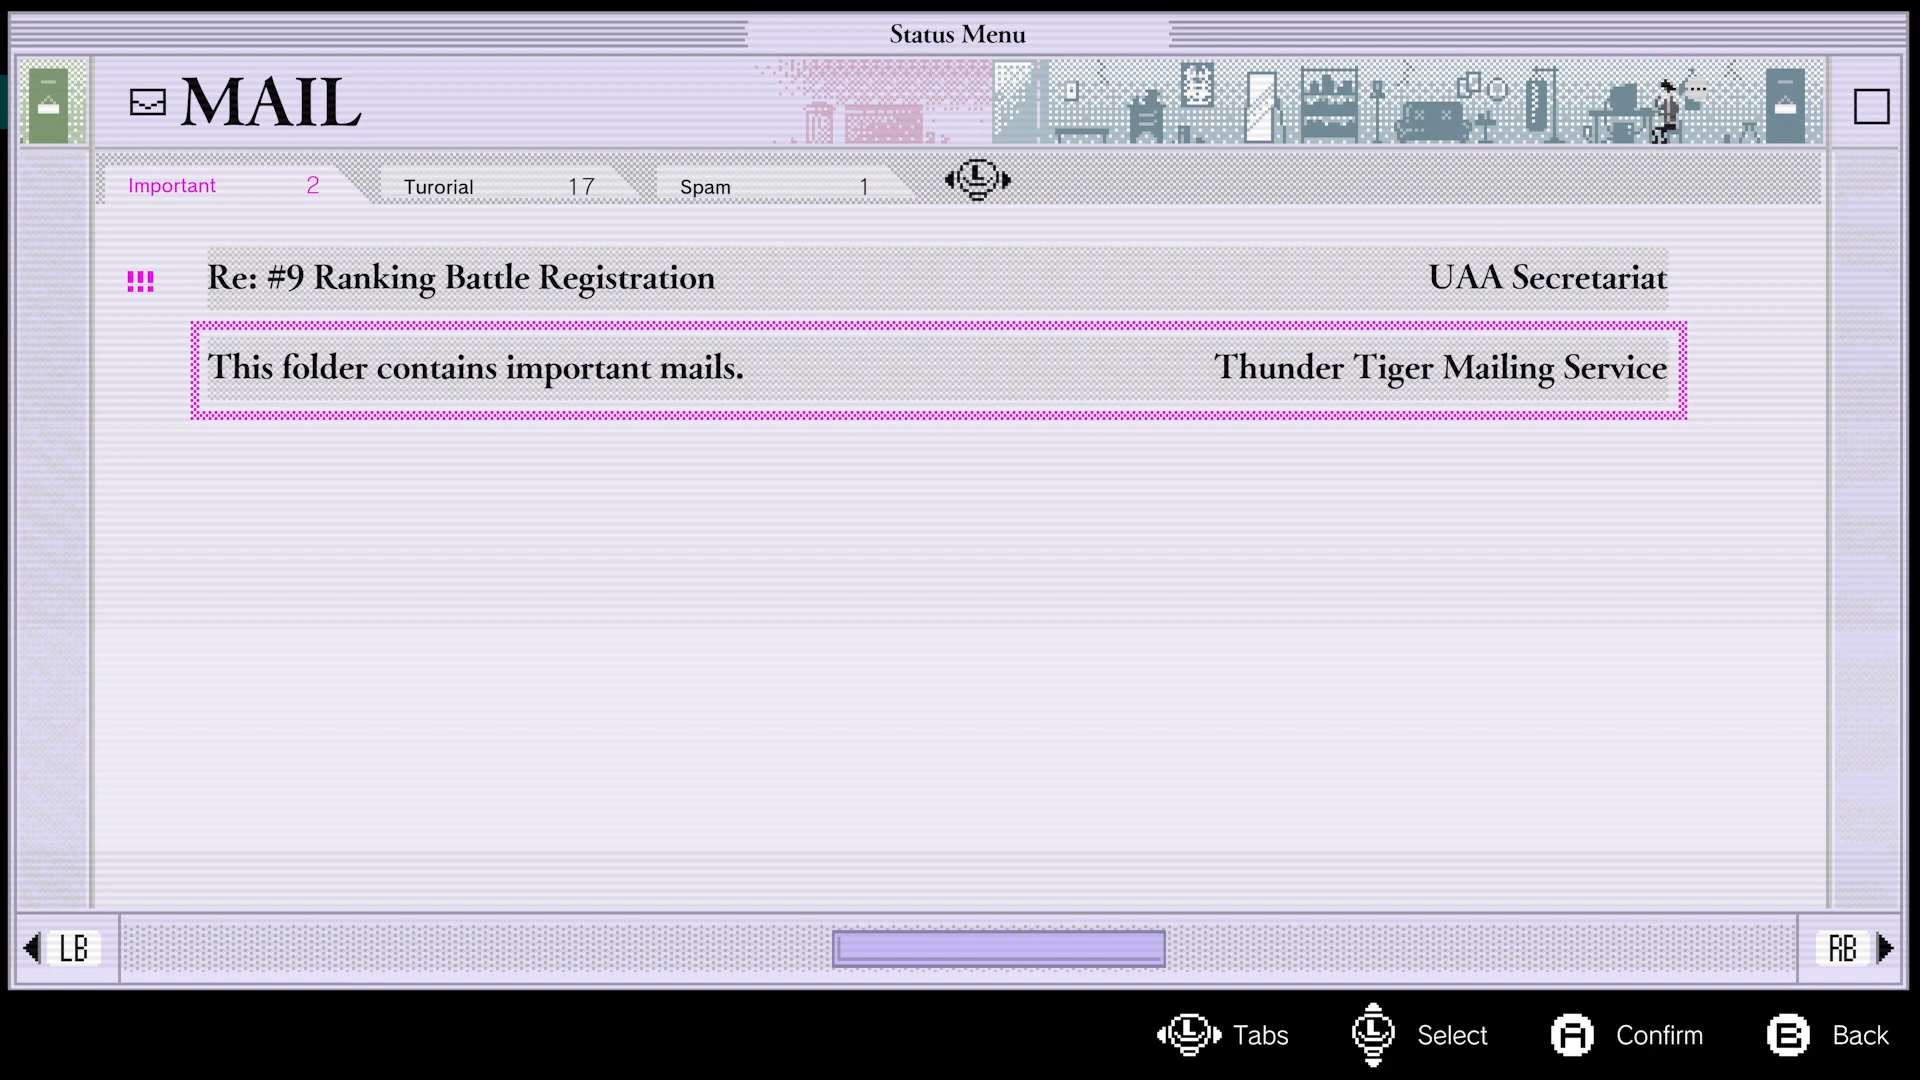 Status Menu
MAIL
Important 2 Turorial 17 Spam 1 L
!!! Re: #9 Ranking Battle Registration UAA Secretariat
This folder contains important mails. Thunder Tiger Mailing Service
LB RB
L Tabs L Select A Confirm B Back